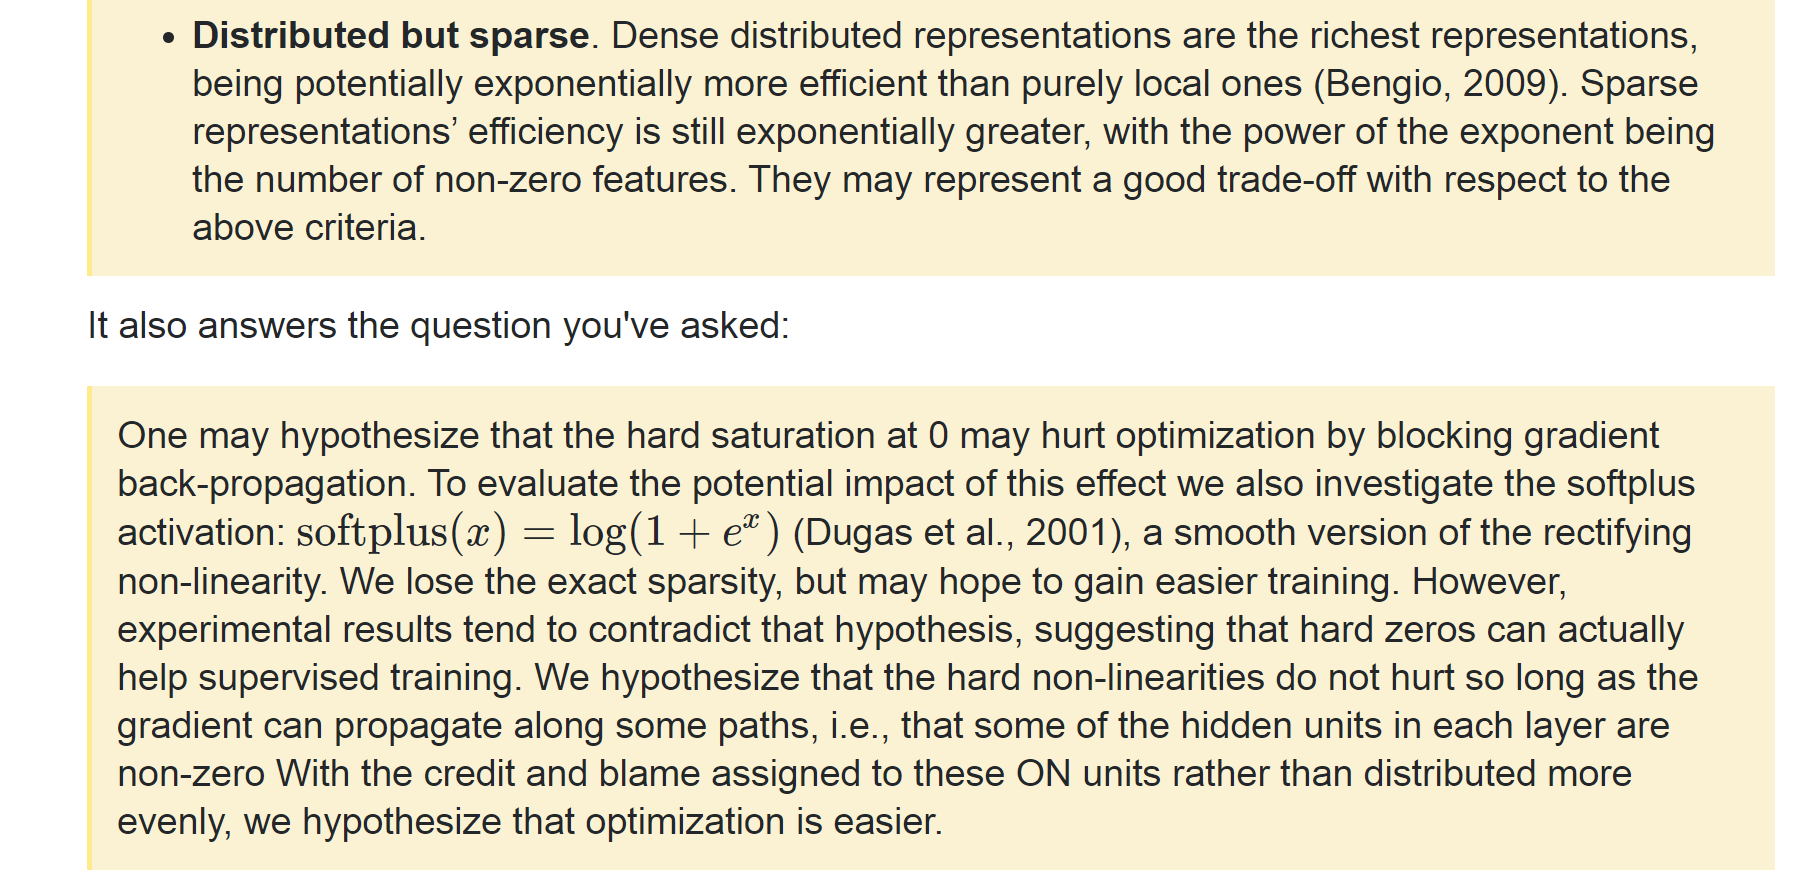 • Distributed but sparse. Dense distributed representations are the richest representations,
being potentially exponentially more efficient than purely local ones (Bengio, 2009). Sparse
representations’ efficiency is still exponentially greater, with the power of the exponent being
the number of non-zero features. They may represent a good trade-off with respect to the
above criteria.
It also answers the question you've asked:
One may hypothesize that the hard saturation at 0 may hurt optimization by blocking gradient
back-propagation. To evaluate the potential impact of this effect we also investigate the softplus
activation: softplus(x) = log(1 + e^x) (Dugas et al., 2001), a smooth version of the rectifying
non-linearity. We lose the exact sparsity, but may hope to gain easier training. However,
experimental results tend to contradict that hypothesis, suggesting that hard zeros can actually
help supervised training. We hypothesize that the hard non-linearities do not hurt so long as the
gradient can propagate along some paths, i.e., that some of the hidden units in each layer are
non-zero With the credit and blame assigned to these ON units rather than distributed more
evenly, we hypothesize that optimization is easier.